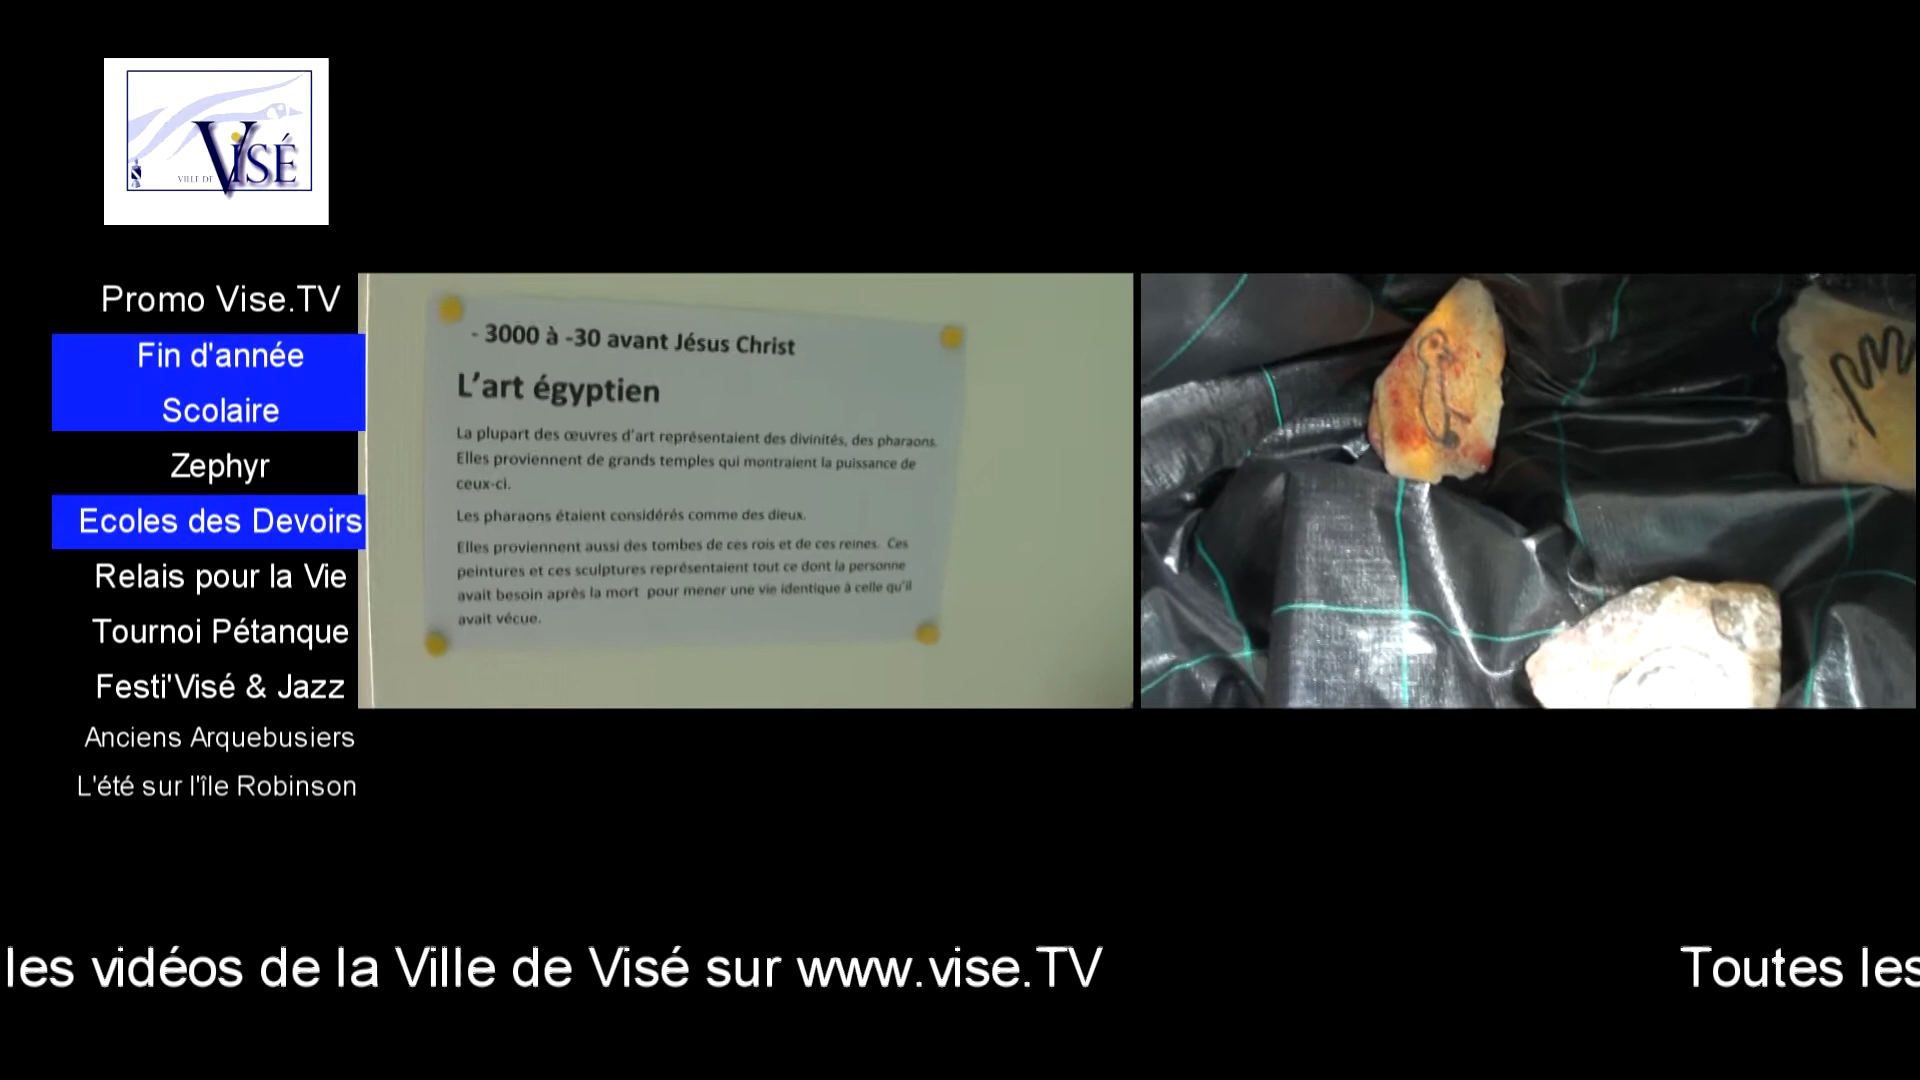 VILLE DE VISÉ
Promo Vise.TV
Fin d'année
Scolaire
Zephyr
Ecoles des Devoirs
Relais pour la Vie
Tournoi Pétanque
Festi'Visé & Jazz
Anciens Arquebusiers
L'été sur l'île Robinson
- 3000 à -30 avant Jésus Christ
L'art égyptien
La plupart des œuvres d'art représentaient des divinités, des pharaons.
Elles proviennent de grands temples qui montraient la puissance de
ceux-ci.
Les pharaons étaient considérés comme des dieux.
Elles proviennent aussi des tombes de ces rois et de ces reines. Ces
peintures et ces sculptures représentaient tout ce dont la personne
avait besoin après la mort pour mener une vie identique à celle qu'il
avait vécue.
les vidéos de la Ville de Visé sur www.vise.TV
Toutes les